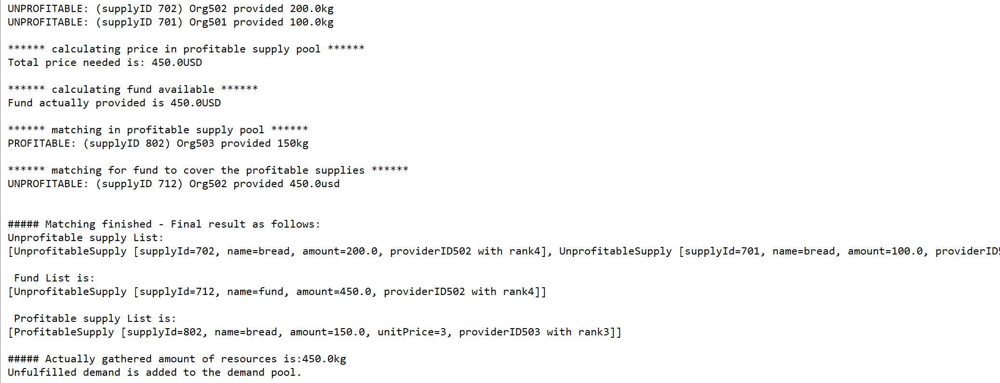 UNPROFITABLE: (supplyID 702) Org502 provided 200.0kg
UNPROFITABLE: (supplyID 701) Org501 provided 100.0kg
****** calculating price in profitable supply pool ******
Total price needed is: 450.0USD
****** calculating fund available ******
Fund actually provided is 450.0USD
****** matching in profitable supply pool ******
PROFITABLE: (supplyID 802) Org503 provided 150kg
****** matching for fund to cover the profitable supplies ******
UNPROFITABLE: (supplyID 712) Org502 provided 450.0usd
##### Matching finished - Final result as follows:
Unprofitable supply List:
[UnprofitableSupply [supplyId=702, name=bread, amount=200.0, providerID502 with rank4], UnprofitableSupply [supplyId=701, name=bread, amount=100.0, providerID
Fund List is:
[UnprofitableSupply [supplyId=712, name=fund, amount=450.0, providerID502 with rank4]]
Profitable supply List is:
[ProfitableSupply [supplyId=802, name=bread, amount=150.0, unitPrice=3, providerID503 with rank3]]
##### Actually gathered amount of resources is:450.0kg
Unfulfilled demand is added to the demand pool.